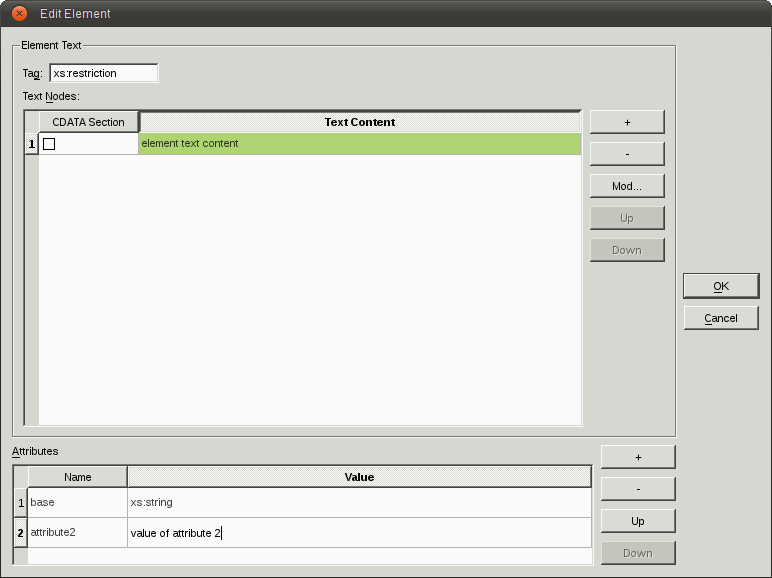 Edit Element
Element Text
Tag: xs:restriction
Text Nodes:
CDATA Section Text Content
1 element text content
+
-
Mod...
Up
Down
OK
Cancel
Attributes
Name Value
1 base xs:string
2 attribute2 value of attribute 2
+
-
Up
Down